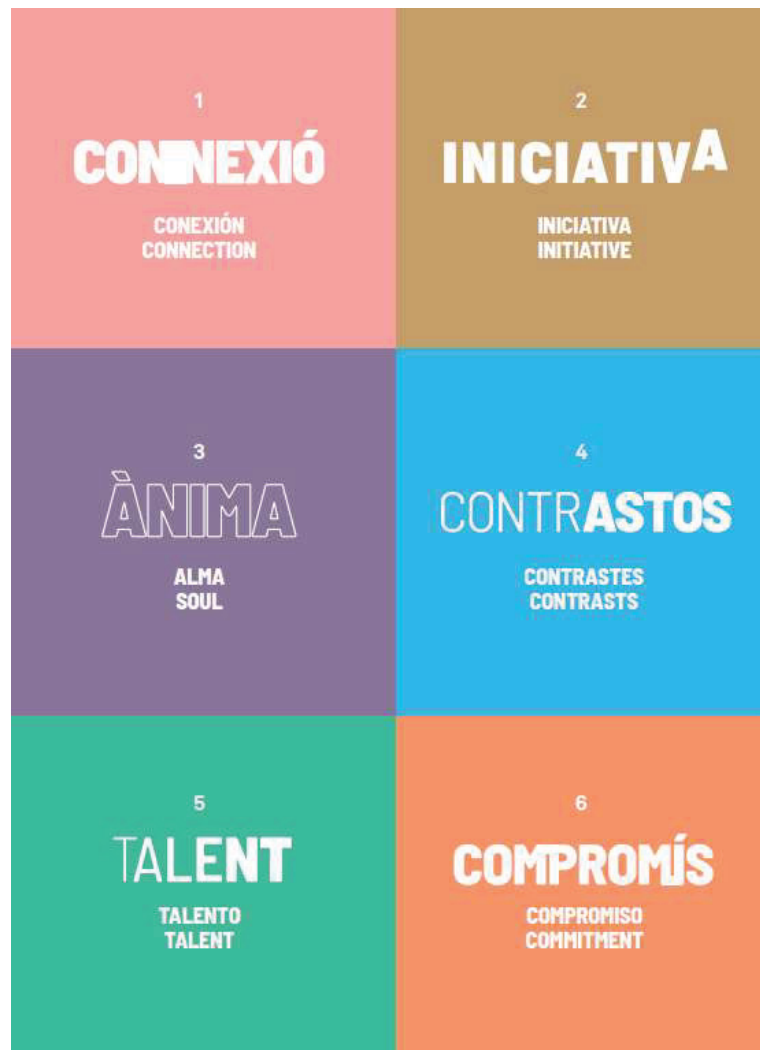 1
CONNEXIÓ
CONEXIÓN
CONNECTION
2
INICIATIVA
INICIATIVA
INITIATIVE
3
ÀNIMA
ALMA
SOUL
4
CONTRASTOS
CONTRASTES
CONTRASTS
5
TALENT
TALENTO
TALENT
6
COMPROMÍS
COMPROMISO
COMMITMENT